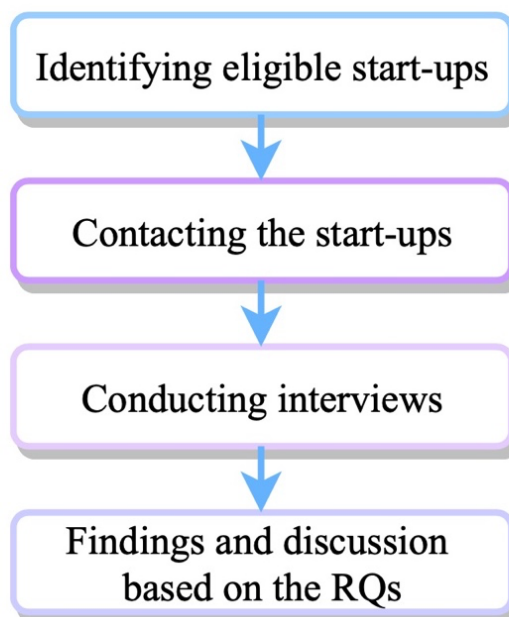 Identifying eligible start-ups
Contacting the start-ups
Conducting interviews
Findings and discussion
based on the RQs